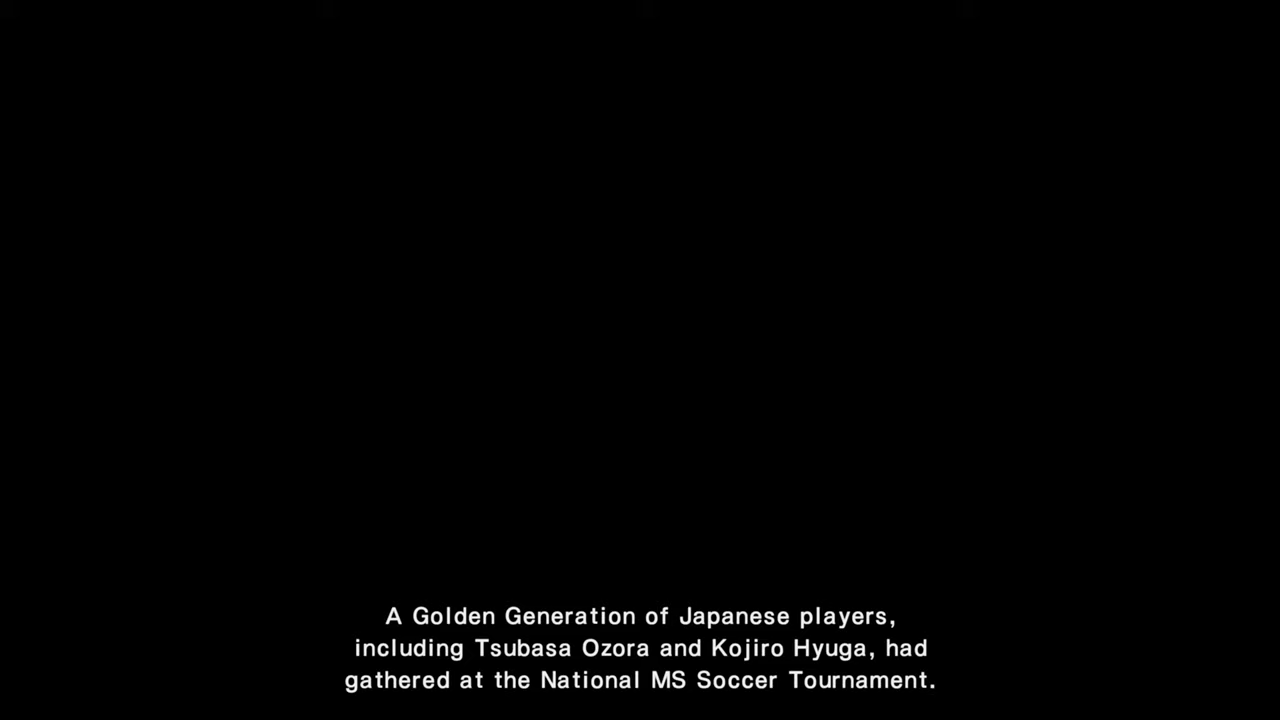 A Golden Generation of Japanese players,
including Tsubasa Ozora and Kojiro Hyuga, had
gathered at the National MS Soccer Tournament.